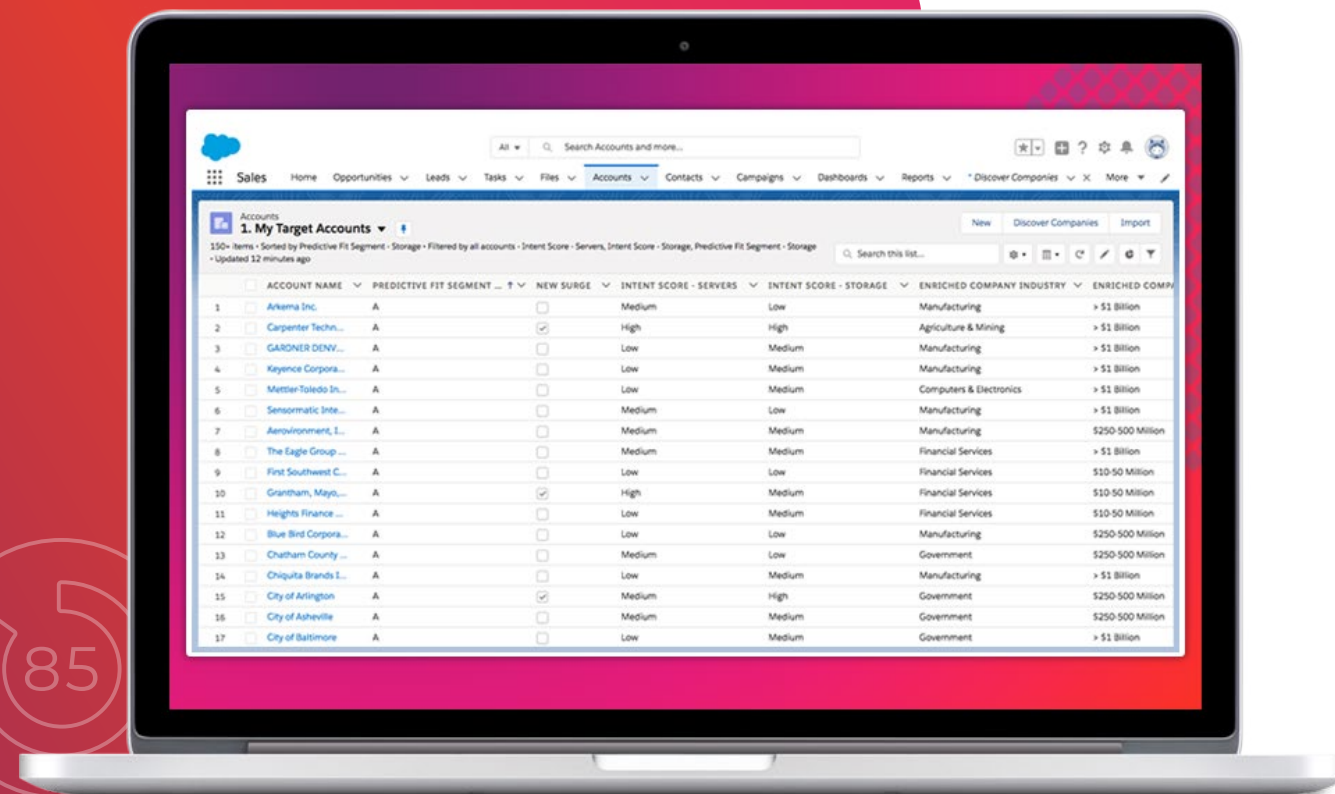 All
Search Accounts and more...
Sales Home Opportunities Leads Tasks Files Accounts Contacts Campaigns Dashboards Reports * Discover Companies More
Accounts
1. My Target Accounts
New Discover Companies Import
150+ items • Sorted by Predictive Fit Segment - Storage • Filtered by all accounts - Intent Score - Servers, Intent Score - Storage, Predictive Fit Segment - Storage
• Updated 12 minutes ago
Search this list...
ACCOUNT NAME PREDICTIVE FIT SEGMENT ... NEW SURGE INTENT SCORE - SERVERS INTENT SCORE - STORAGE ENRICHED COMPANY INDUSTRY ENRICHED COMPA
1 Arkema Inc. A Medium Low Manufacturing > $1 Billion
2 Carpenter Techn... A High High Agriculture & Mining > $1 Billion
3 GARDNER DENV... A Low Medium Manufacturing > $1 Billion
4 Keyence Corpora... A Low Medium Manufacturing > $1 Billion
5 Mettler-Toledo In... A Low Medium Computers & Electronics > $1 Billion
6 Sensormatic Inte... A Medium Low Manufacturing > $1 Billion
7 Aerovironment, I... A Medium Medium Manufacturing $250-500 Million
8 The Eagle Group ... A Medium Medium Financial Services > $1 Billion
9 First Southwest C... A Low Low Financial Services $10-50 Million
10 Grantham, Mayo,... A High Medium Financial Services $10-50 Million
11 Heights Finance ... A Low Medium Financial Services $10-50 Million
12 Blue Bird Corpora... A Low Low Manufacturing $250-500 Million
13 Chatham County ... A Medium Low Government $250-500 Million
14 Chiquita Brands I... A Low Medium Manufacturing > $1 Billion
15 City of Arlington A Medium High Government $250-500 Million
16 City of Asheville A Medium Medium Government $250-500 Million
17 City of Baltimore A Low Medium Government > $1 Billion
85